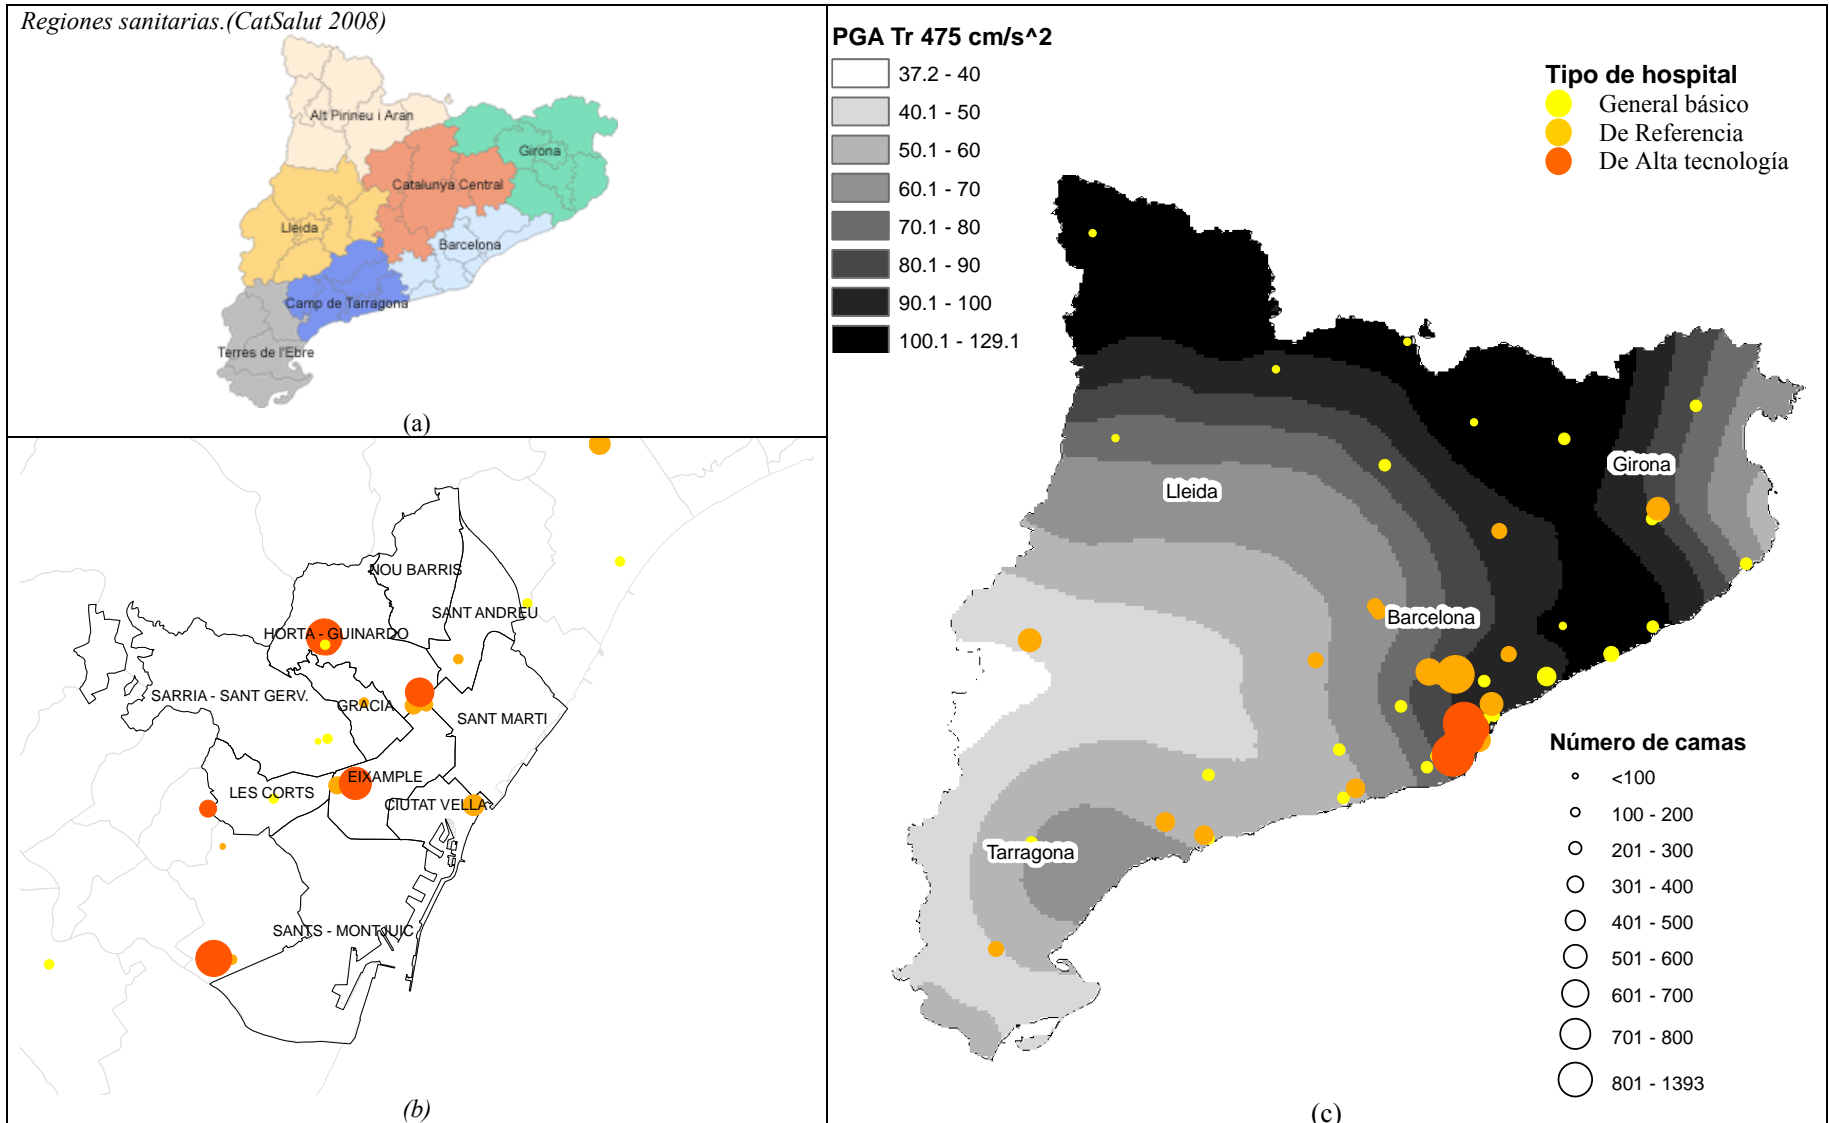 Regiones sanitarias.(CatSalut 2008)
Alt Pirineu i Aran
Girona
Catalunya Central
Lleida
Barcelona
Camp de Tarragona
Terres de l'Ebre
(a)
NOU BARRIS
SANT ANDREU
HORTA - GUINARDO
SARRIA - SANT GERV.
GRACIA
SANT MARTI
EIXAMPLE
LES CORTS
CIUTAT VELLA
SANTS - MONTJUIC
(b)
PGA Tr 475 cm/s^2
37.2 - 40
40.1 - 50
50.1 - 60
60.1 - 70
70.1 - 80
80.1 - 90
90.1 - 100
100.1 - 129.1
Tipo de hospital
General básico
De Referencia
De Alta tecnología
Girona
Lleida
Barcelona
Tarragona
Número de camas
<100
100 - 200
201 - 300
301 - 400
401 - 500
501 - 600
601 - 700
701 - 800
801 - 1393
(c)